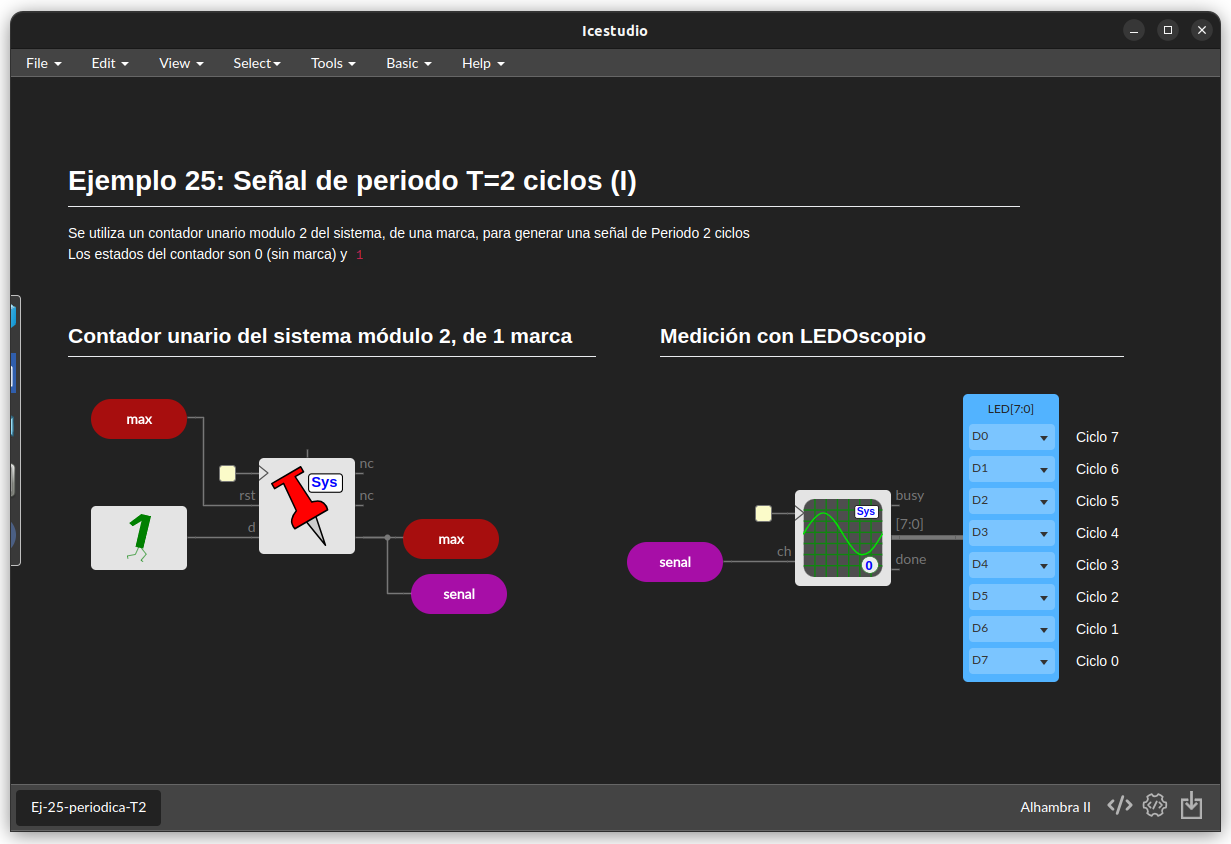 Icestudio
File Edit View Select Tools Basic Help
Ejemplo 25: Señal de periodo T=2 ciclos (I)
Se utiliza un contador unario modulo 2 del sistema, de una marca, para generar una señal de Periodo 2 ciclos
Los estados del contador son 0 (sin marca) y 1
Contador unario del sistema módulo 2, de 1 marca
max
Sys
nc
nc
rst
d
1
max
senal
Medición con LEDOscopio
senal
ch
Sys
0
busy
[7:0]
done
LED[7:0]
D0 Ciclo 7
D1 Ciclo 6
D2 Ciclo 5
D3 Ciclo 4
D4 Ciclo 3
D5 Ciclo 2
D6 Ciclo 1
D7 Ciclo 0
Ej-25-periodica-T2
Alhambra II